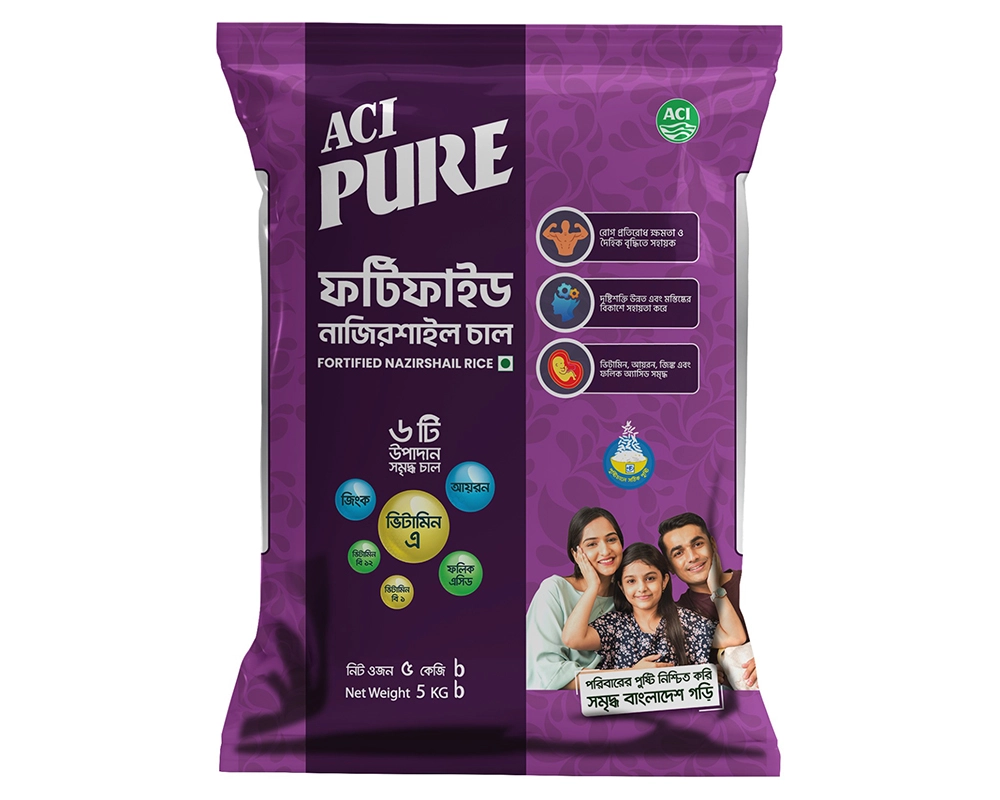 ACI
PURE
ফর্টিফাইড
নাজিরশাইল চাল
FORTIFIED NAZIRSHAIL RICE
৬ টি
উপাদান
সমৃদ্ধ চাল
জিংক
আয়রন
ভিটামিন
এ
ভিটামিন
বি ১২
ফলিক
এসিড
ভিটামিন
বি ১
নিট ওজন ৫ কেজি b
Net Weight 5 KG b
ACI
রোগ প্রতিরোধ ক্ষমতা ও
দৈহিক বৃদ্ধিতে সহায়ক
দৃষ্টিশক্তি উন্নত এবং মস্তিষ্কের
বিকাশে সহায়তা করে
ভিটামিন, আয়রন, জিঙ্ক এবং
ফলিক অ্যাসিড সমৃদ্ধ
পরিবারের পুষ্টি নিশ্চিত করি
সমৃদ্ধ বাংলাদেশ গড়ি